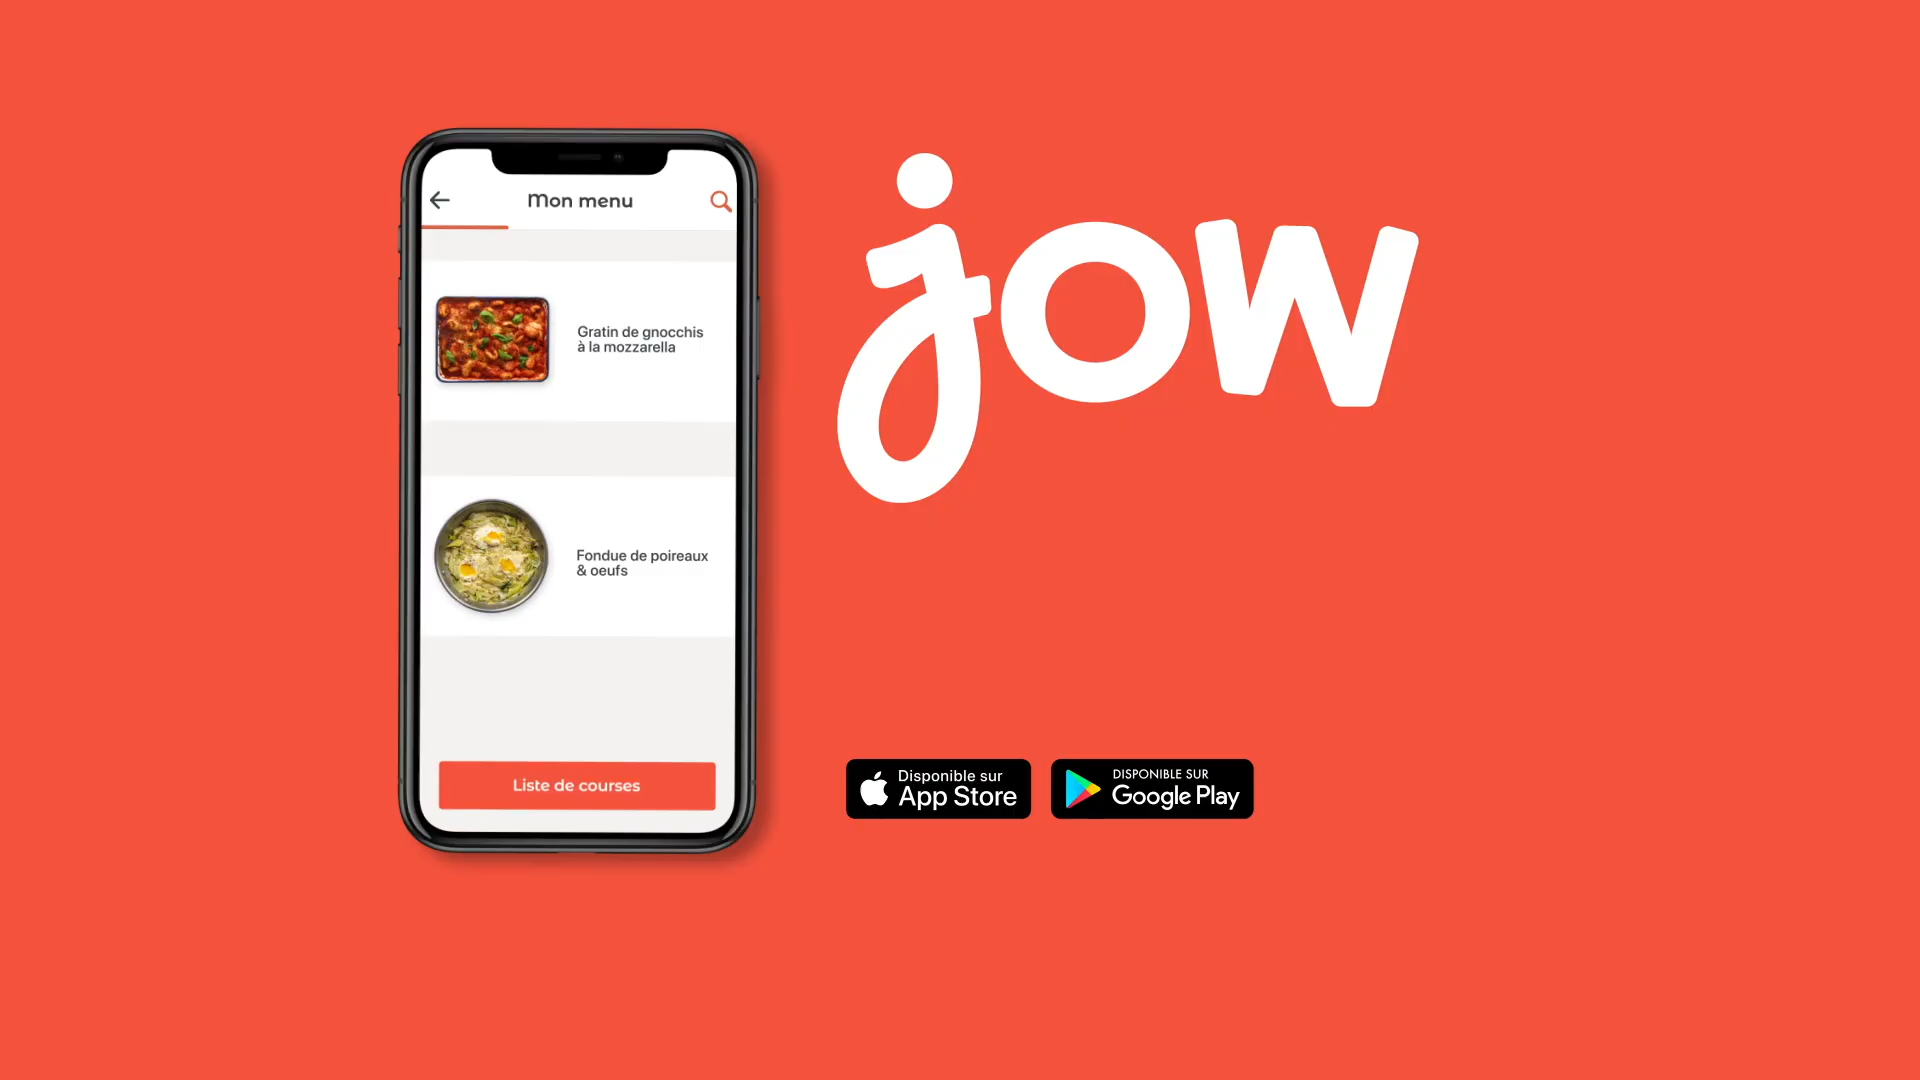 Mon menu
Gratin de gnocchis
à la mozzarella
Fondue de poireaux
& oeufs
Liste de courses
jow
Disponible sur
App Store
DISPONIBLE SUR
Google Play